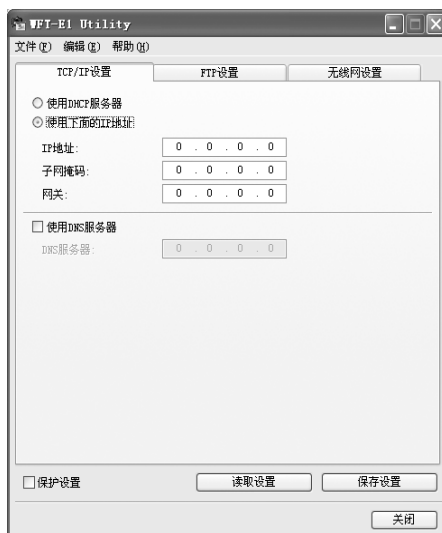 WFT-E1 Utility
文件(F) 编辑(E) 帮助(H)
TCP/IP设置 FTP设置 无线网设置
使用DHCP服务器
使用下面的IP地址
IP地址: 0 . 0 . 0 . 0
子网掩码: 0 . 0 . 0 . 0
网关: 0 . 0 . 0 . 0
使用DNS服务器
DNS服务器: 0 . 0 . 0 . 0
保护设置 读取设置 保存设置
关闭